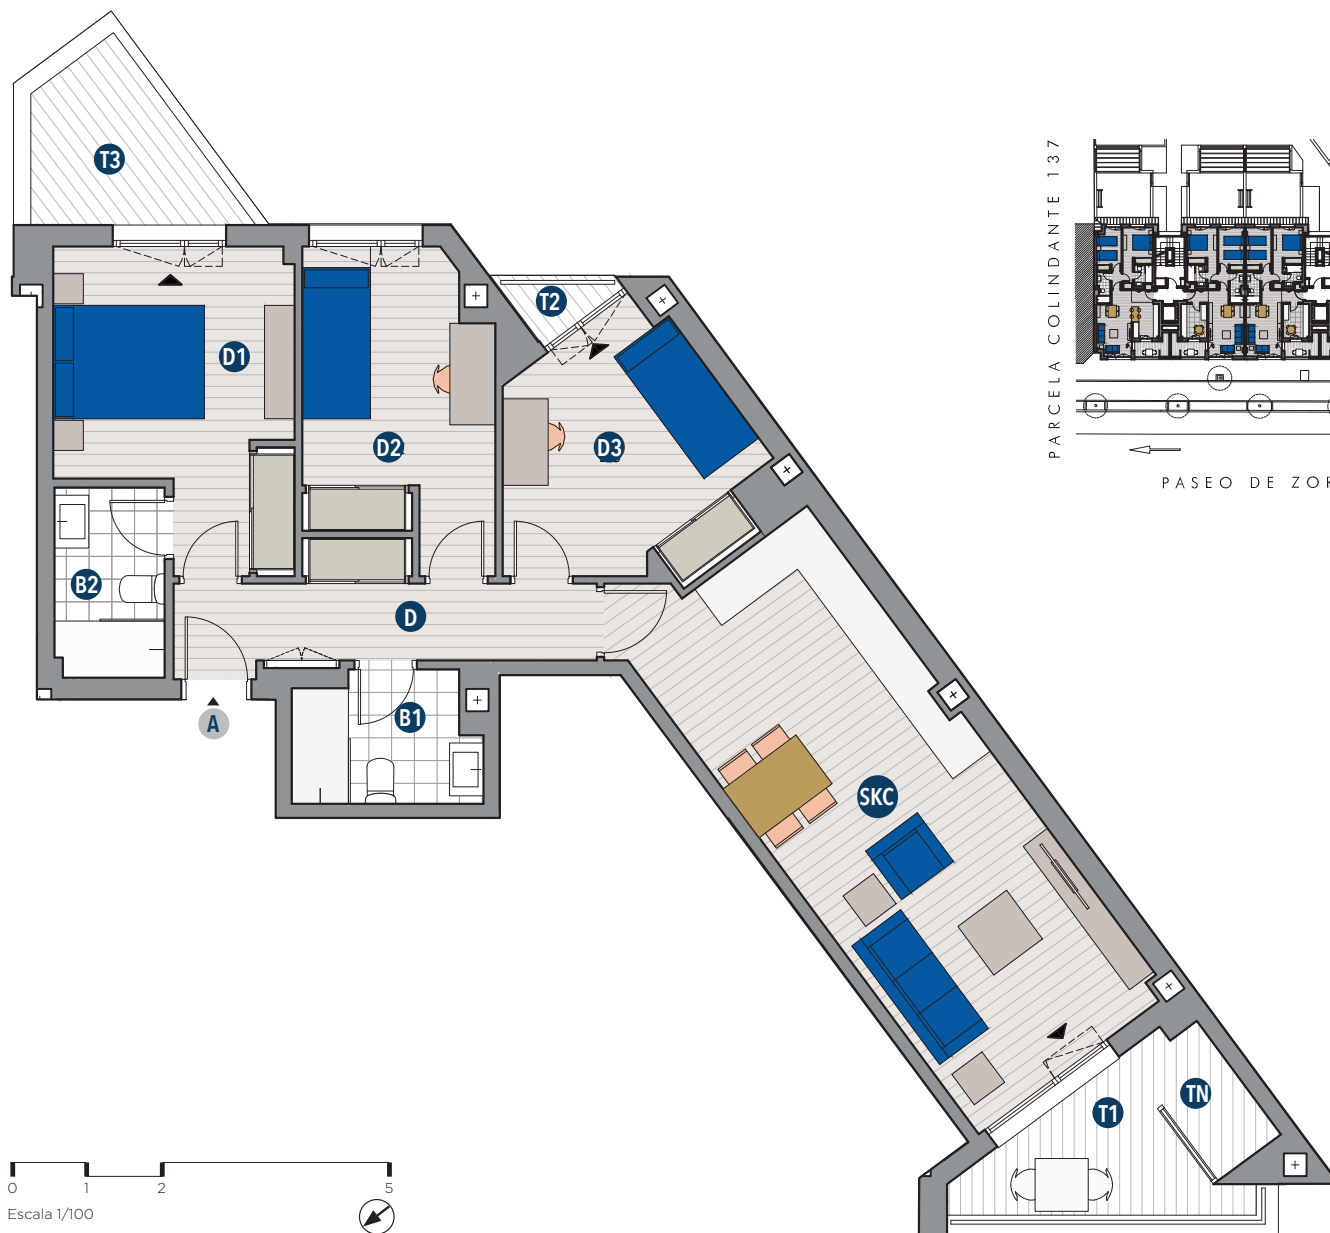 T3
T2
D1
D2
D3
B2
D
B1
A
SKC
T1
TN
PARCELA COLINDANTE 137
PASEO DE ZOR
0 1 2 5
Escala 1/100